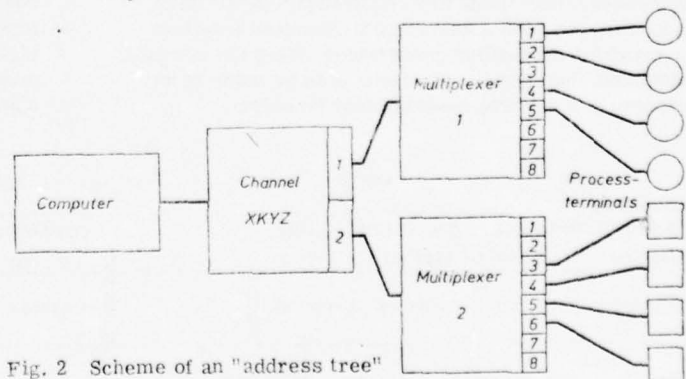 Computer
Channel
XKYZ
1
2
Multiplexer
1
1
2
3
4
5
6
7
8
Process-
terminals
Multiplexer
2
1
2
3
4
5
6
7
8
Fig. 2 Scheme of an "address tree"